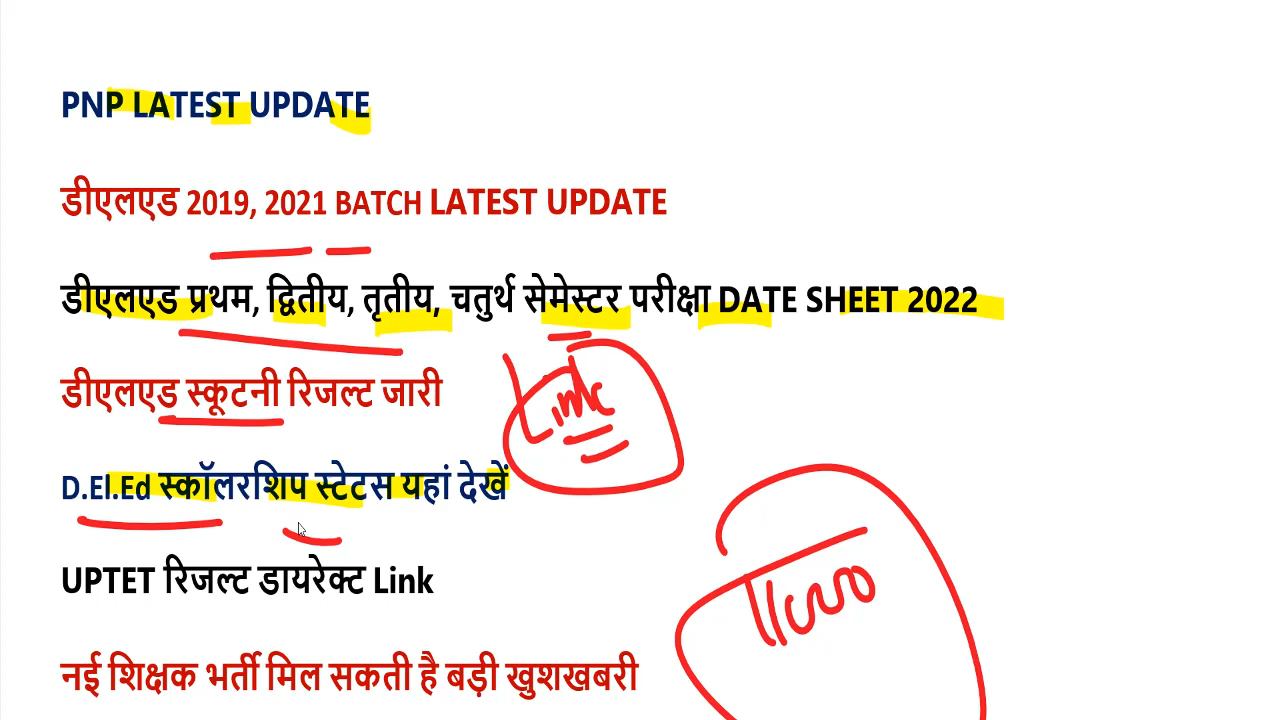 PNP LATEST UPDATE
डीएलएड 2019, 2021 BATCH LATEST UPDATE
डीएलएड प्रथम, द्वितीय, तृतीय, चतुर्थ सेमेस्टर परीक्षा DATE SHEET 2022
डीएलएड स्कूटनी रिजल्ट जारी
Link
D.El.Ed स्कॉलरशिप स्टेटस यहां देखें
UPTET रिजल्ट डायरेक्ट Link
नई शिक्षक भर्ती मिल सकती है बड़ी खुशखबरी